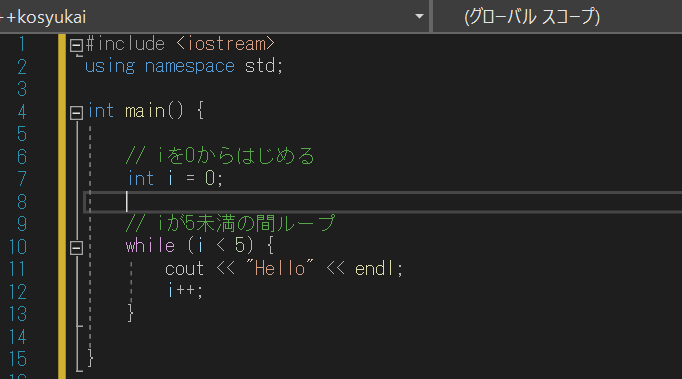 ++kosyukai
(グローバル スコープ)
1 #include <iostream>
2 using namespace std;
3
4 int main() {
5
6 // iを0からはじめる
7 int i = 0;
8
9 // iが5未満の間ループ
10 while (i < 5) {
11 cout << "Hello" << endl;
12 i++;
13 }
14
15 }